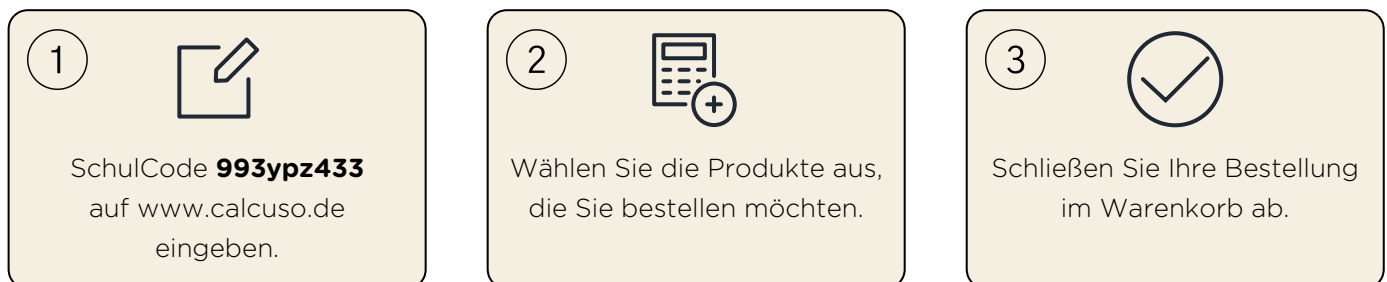 1
SchulCode 993ypz433
auf www.calcuso.de
eingeben.
2
Wählen Sie die Produkte aus,
die Sie bestellen möchten.
3
Schließen Sie Ihre Bestellung
im Warenkorb ab.